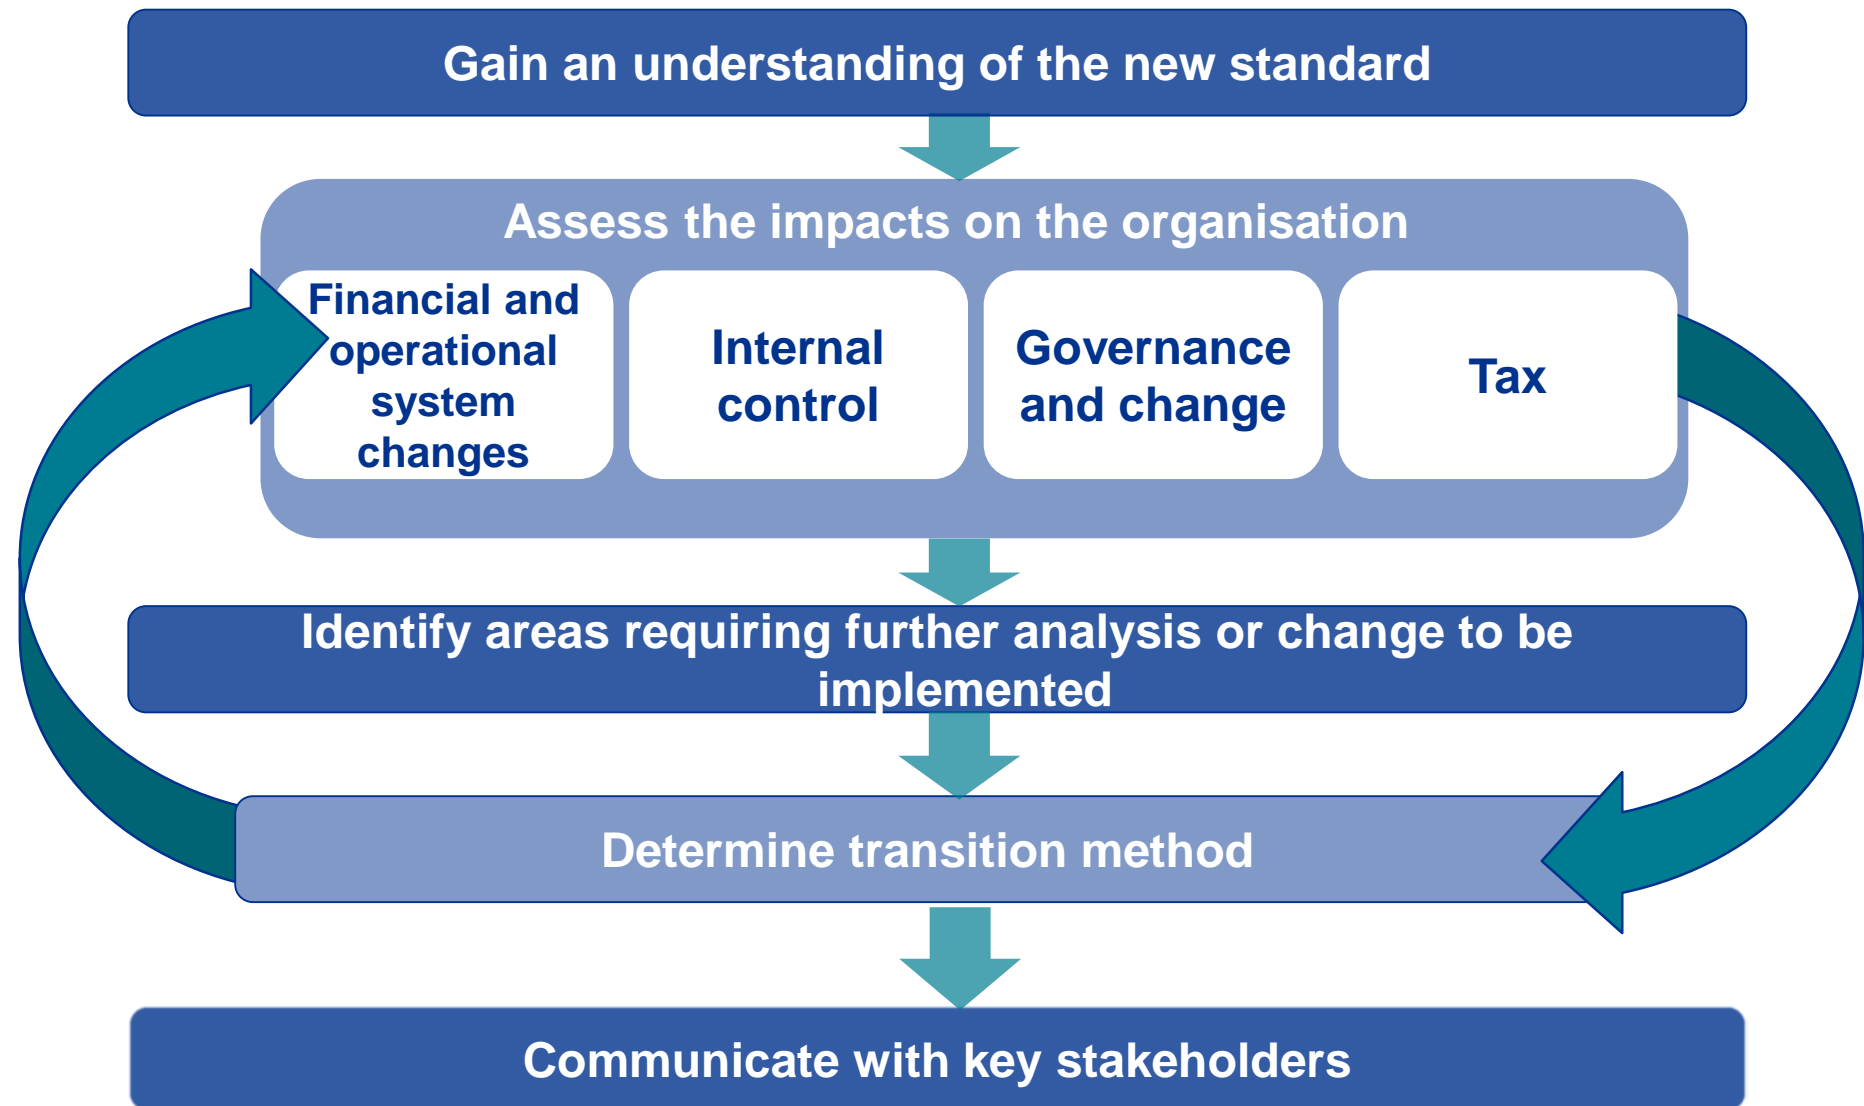 Gain an understanding of the new standard
Assess the impacts on the organisation
Financial and
operational
system
changes
Internal
control
Governance
and change
Tax
Identify areas requiring further analysis or change to be
implemented
Determine transition method
Communicate with key stakeholders